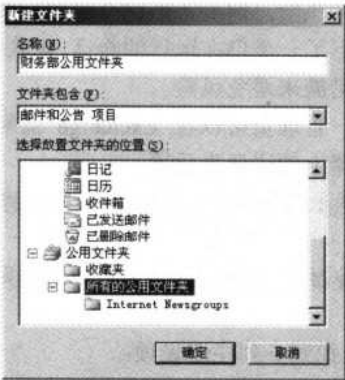 新建文件夹
名称(N):
财务部公用文件夹
文件夹包含(F):
邮件和公告 项目
选择放置文件夹的位置(S):
日记
日历
收件箱
已发送邮件
已删除邮件
公用文件夹
收藏夹
所有的公用文件夹
Internet Newsgroups
确定
取消